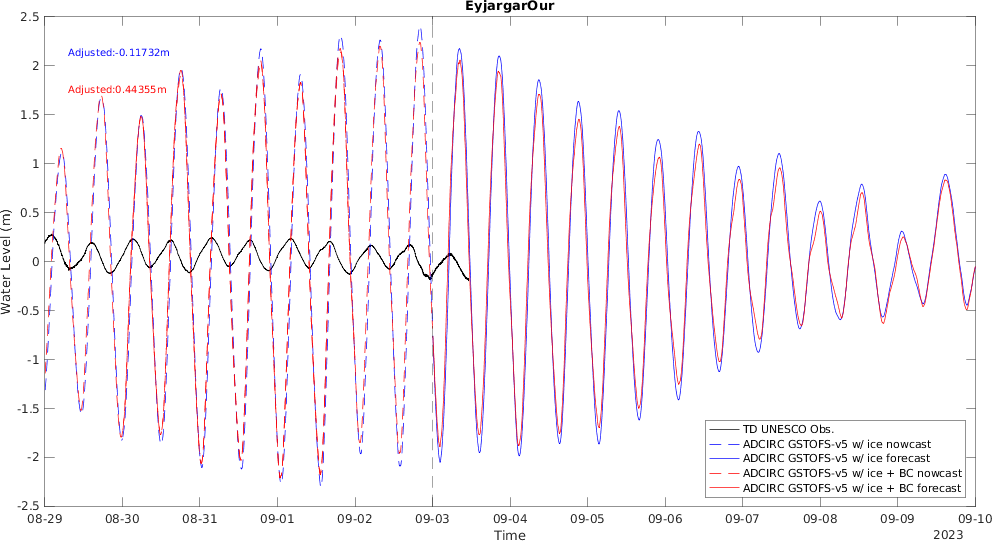 EyjargarOur
Adjusted:-0.11732m
Adjusted:0.44355m
Water Level (m)
2.5
2
1.5
1
0.5
0
-0.5
-1
-1.5
-2
-2.5
TD UNESCO Obs.
ADCIRC GSTOFS-v5 w/ ice nowcast
ADCIRC GSTOFS-v5 w/ ice forecast
ADCIRC GSTOFS-v5 w/ ice + BC nowcast
ADCIRC GSTOFS-v5 w/ ice + BC forecast
08-29 08-30 08-31 09-01 09-02 09-03 09-04 09-05 09-06 09-07 09-08 09-09 09-10
Time
2023